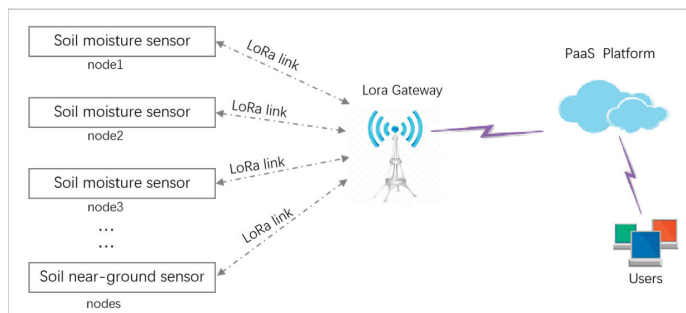 Soil moisture sensor
node1
LoRa link
Soil moisture sensor
node2
LoRa link
Soil moisture sensor
node3
LoRa link
...
...
Soil near-ground sensor
nodes
LoRa link
Lora Gateway
PaaS Platform
Users